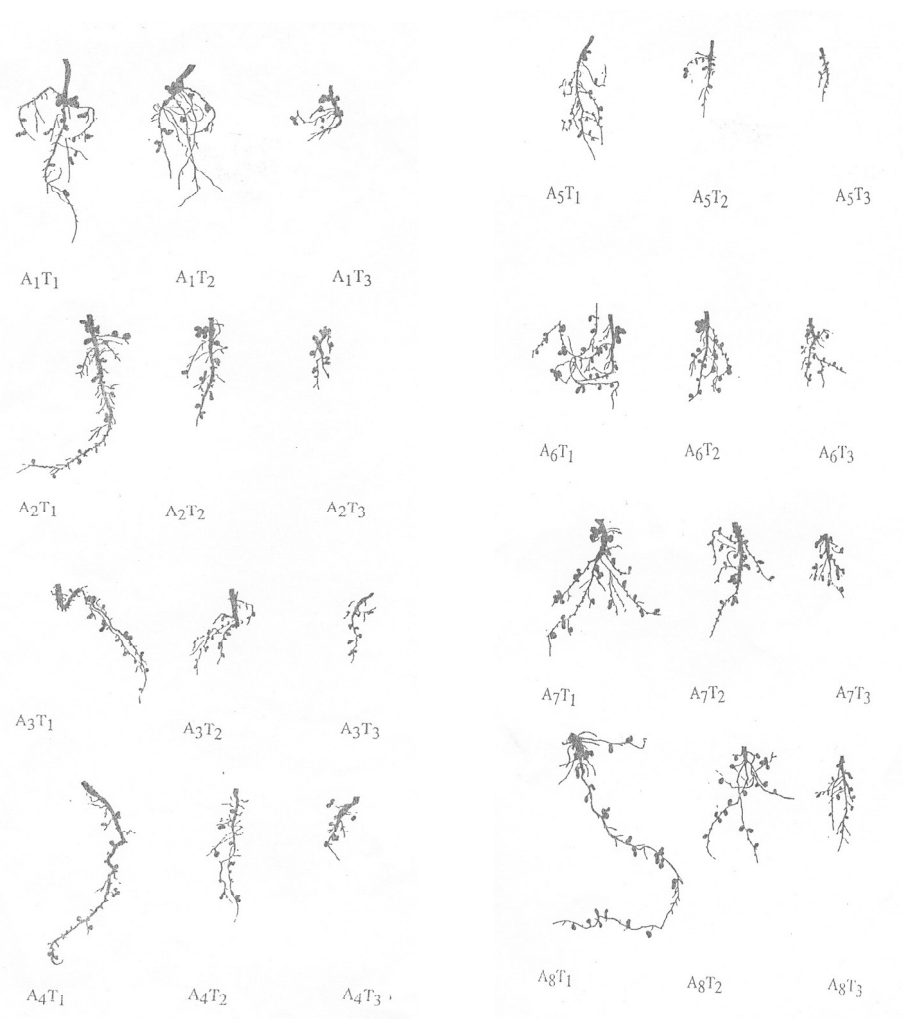 A5T1 A5T2 A5T3
A1T1 A1T2 A1T3
A6T1 A6T2 A6T3
A2T1 A2T2 A2T3
A7T1 A7T2 A7T3
A3T1 A3T2 A3T3
A8T1 A8T2 A8T3
A4T1 A4T2 A4T3